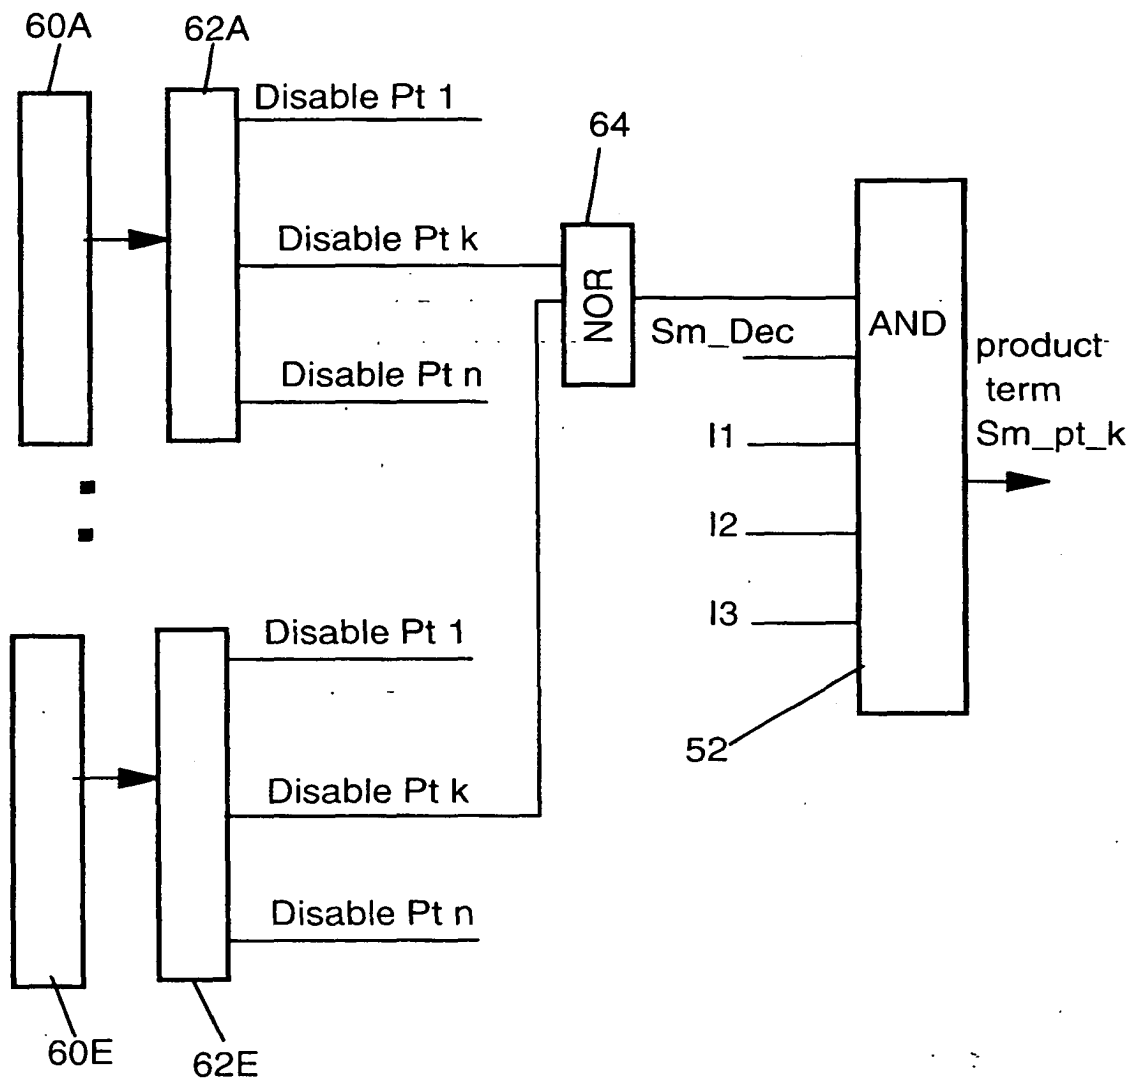 60A
62A
Disable Pt 1
64
Disable Pt k
NOR
Sm_Dec
AND
product
term
Sm_pt_k
Disable Pt n
I1
I2
I3
Disable Pt 1
52
Disable Pt k
Disable Pt n
60E
62E